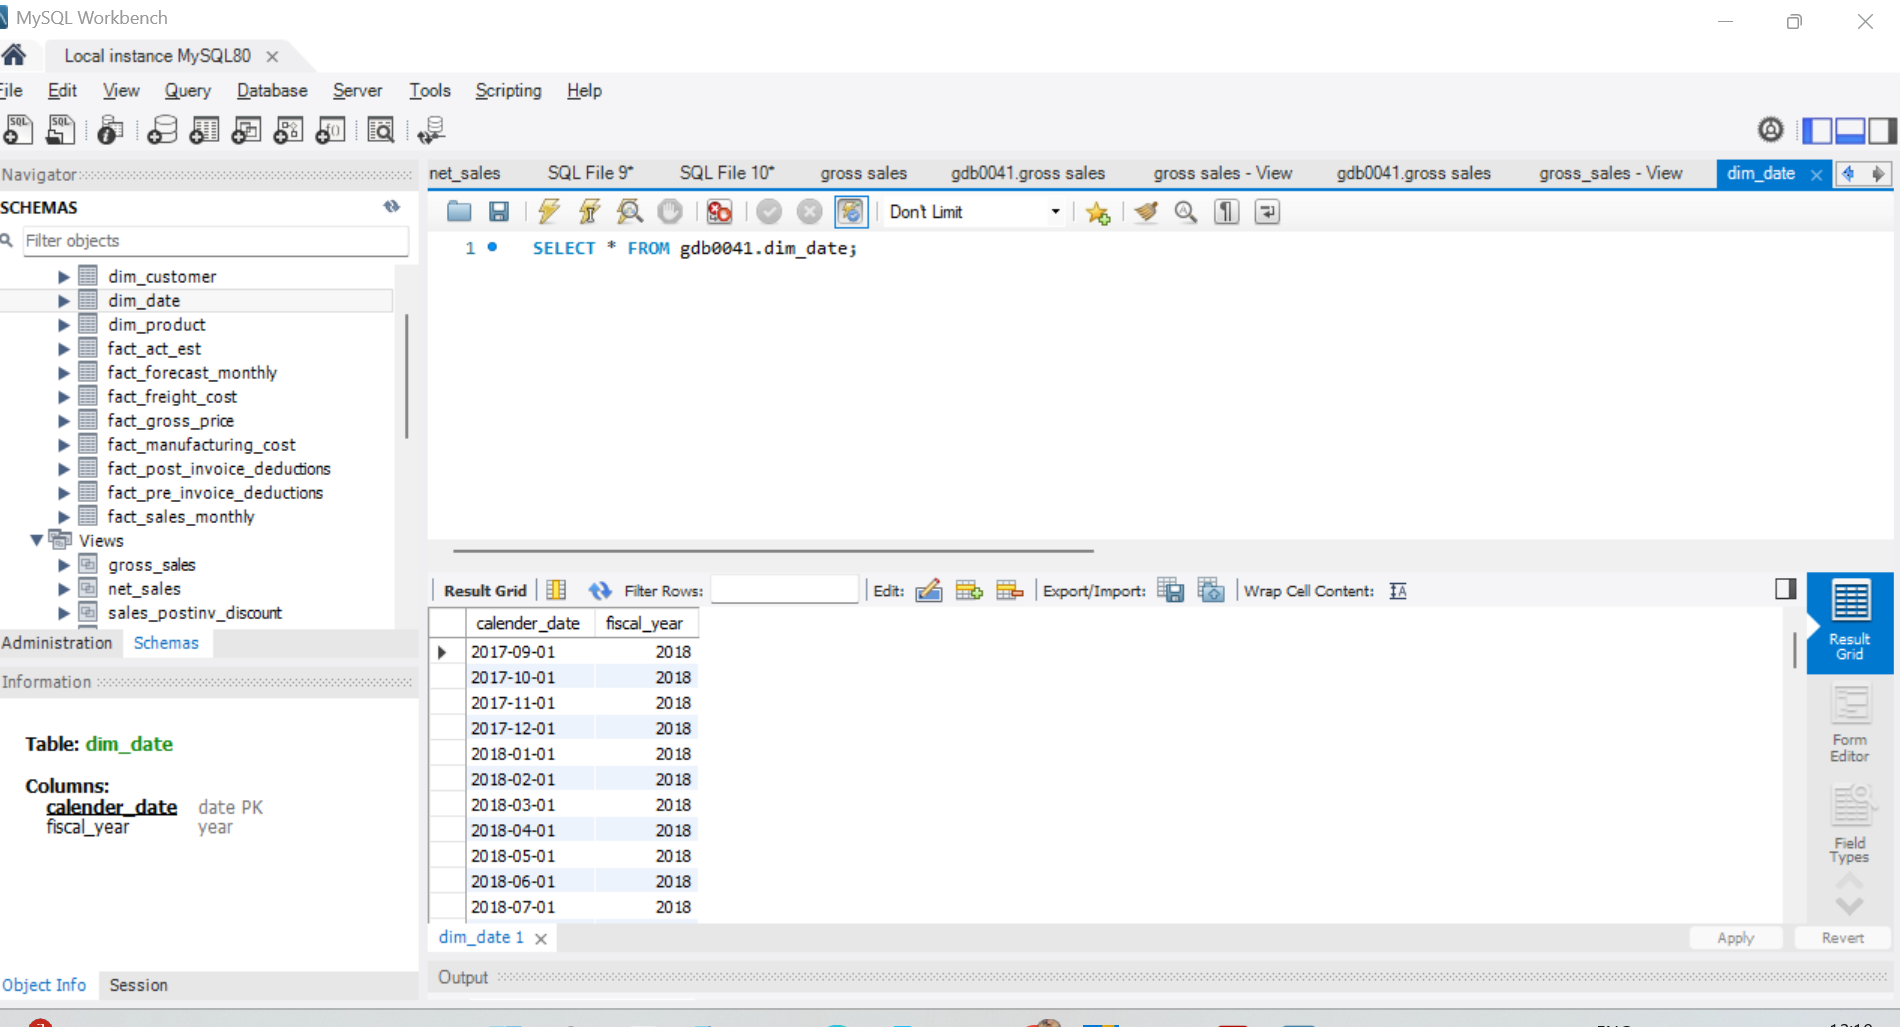 MySQL Workbench
Local instance MySQL80
File Edit View Query Database Server Tools Scripting Help
Navigator
net_sales SQL File 9* SQL File 10* gross sales gdb0041.gross sales gross sales - View gdb0041.gross sales gross_sales - View dim_date
SCHEMAS
Filter objects
Don't Limit
1 SELECT * FROM gdb0041.dim_date;
dim_customer
dim_date
dim_product
fact_act_est
fact_forecast_monthly
fact_freight_cost
fact_gross_price
fact_manufacturing_cost
fact_post_invoice_deductions
fact_pre_invoice_deductions
fact_sales_monthly
Views
gross_sales
net_sales
sales_postinv_discount
Administration Schemas
Information
Table: dim_date
Columns:
calender_date date PK
fiscal_year year
Object Info Session
Result Grid Filter Rows: Edit: Export/Import: Wrap Cell Content:
calender_date fiscal_year
2017-09-01 2018
2017-10-01 2018
2017-11-01 2018
2017-12-01 2018
2018-01-01 2018
2018-02-01 2018
2018-03-01 2018
2018-04-01 2018
2018-05-01 2018
2018-06-01 2018
2018-07-01 2018
Result
Grid
Form
Editor
Field
Types
dim_date 1
Apply Revert
Output